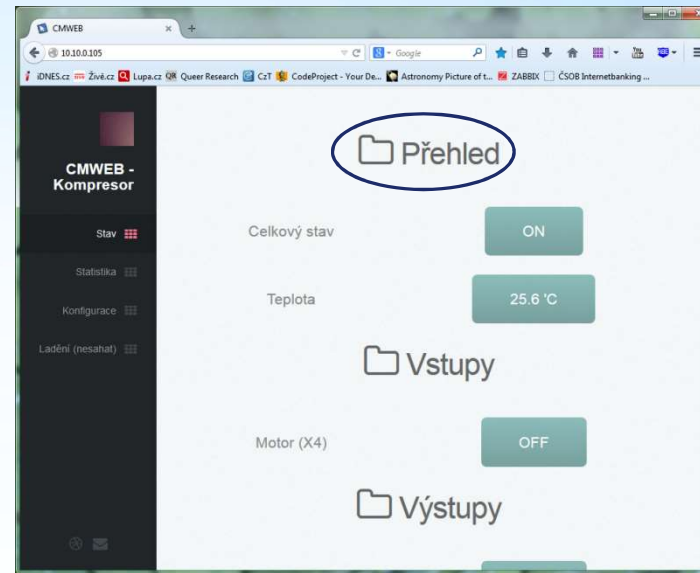 CMWEB
10.10.0.105
Google
iDNES.cz Živě.cz Lupa.cz Queer Research CzT CodeProject - Your De... Astronomy Picture of t... ZABBIX ČSOB Internetbanking ...
CMWEB -
Kompresor
Stav
Statistika
Konfigurace
Ladění (nesahat)
Přehled
Celkový stav ON
Teplota 25.6 'C
Vstupy
Motor (X4) OFF
Výstupy